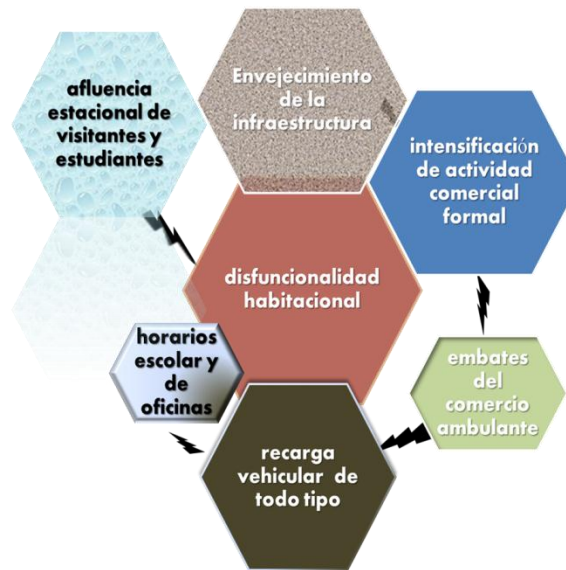 afluencia
estacional de
visitantes y
estudiantes
Envejecimiento
de la
infraestructura
intensificación
de actividad
comercial
formal
disfuncionalidad
habitacional
horarios
escolar y
de
oficinas
embates
del
comercio
ambulante
recarga
vehicular de
todo tipo